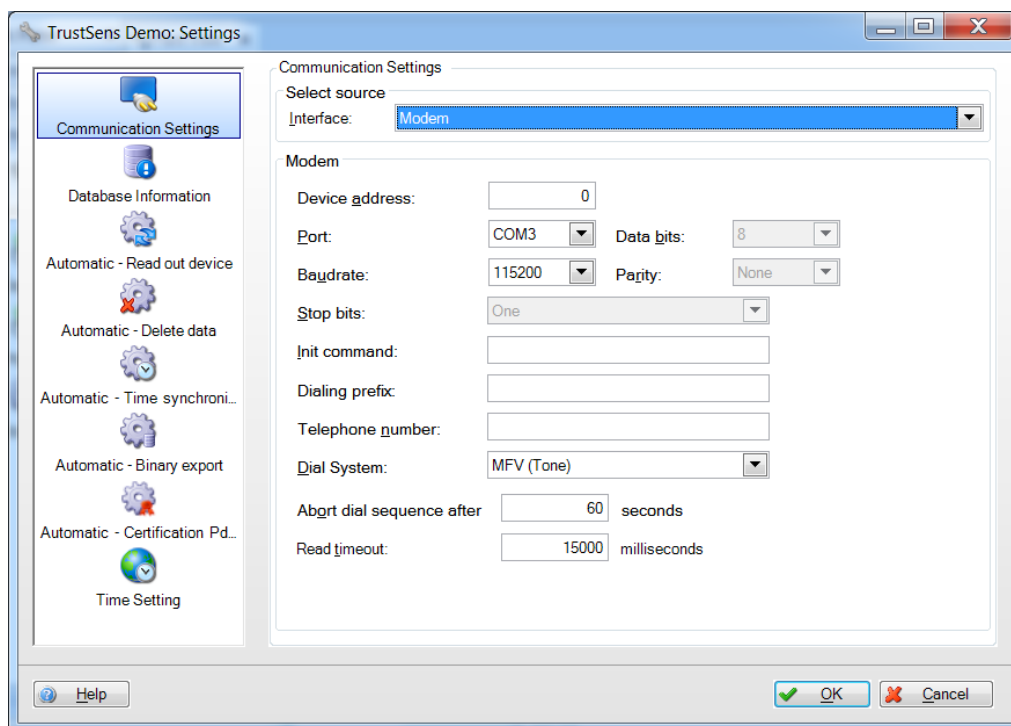 TrustSens Demo: Settings
Communication Settings
Database Information
Automatic - Read out device
Automatic - Delete data
Automatic - Time synchroni...
Automatic - Binary export
Automatic - Certification Pd...
Time Setting
Communication Settings
Select source
Interface: Modem
Modem
Device address: 0
Port: COM3 Data bits: 8
Baudrate: 115200 Parity: None
Stop bits: One
Init command:
Dialing prefix:
Telephone number:
Dial System: MFV (Tone)
Abort dial sequence after 60 seconds
Read timeout: 15000 milliseconds
Help OK Cancel